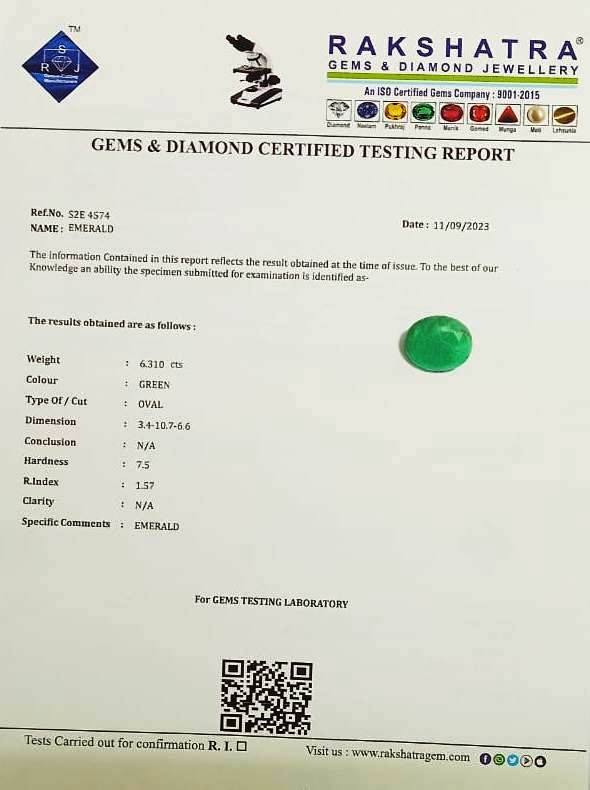 TM
S
R J
RAKSHATRA®
GEMS & DIAMOND JEWELLERY
An ISO Certified Gems Company : 9001-2015
Diamond Neelam Pukhraj Panna Manik Gomed Munga Moti Lehsunia
GEMS & DIAMOND CERTIFIED TESTING REPORT
Ref.No. S2E 4574
NAME : EMERALD
Date : 11/09/2023
The information Contained in this report reflects the result obtained at the time of issue. To the best of our
Knowledge an ability the specimen submitted for examination is identified as-
The results obtained are as follows :
Weight : 6.310 cts
Colour : GREEN
Type Of / Cut : OVAL
Dimension : 3.4-10.7-6.6
Conclusion : N/A
Hardness : 7.5
R.Index : 1.57
Clarity : N/A
Specific Comments : EMERALD
For GEMS TESTING LABORATORY
Tests Carried out for confirmation R. I. ☐
Visit us : www.rakshatragem.com